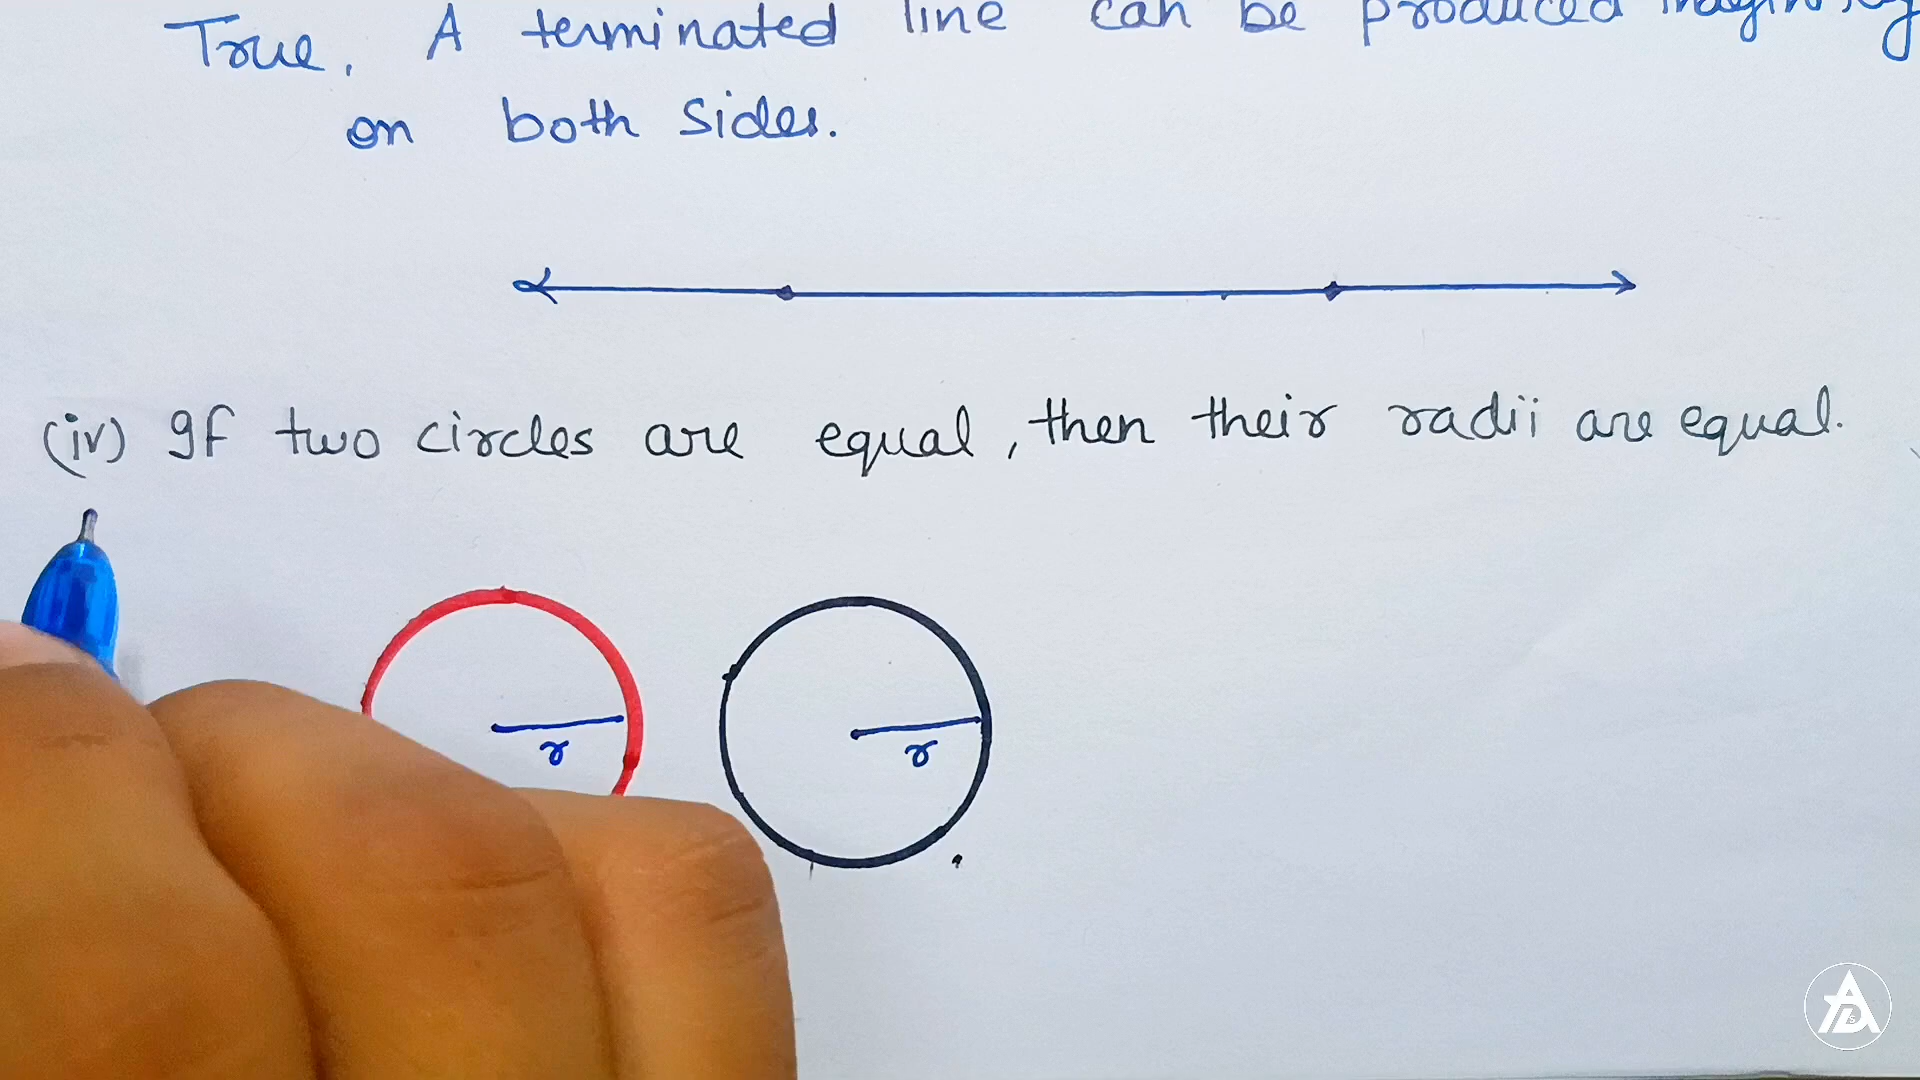 True. A terminated line can be produced
on both sides.
(iv) If two circles are equal, then their radii are equal.
r r